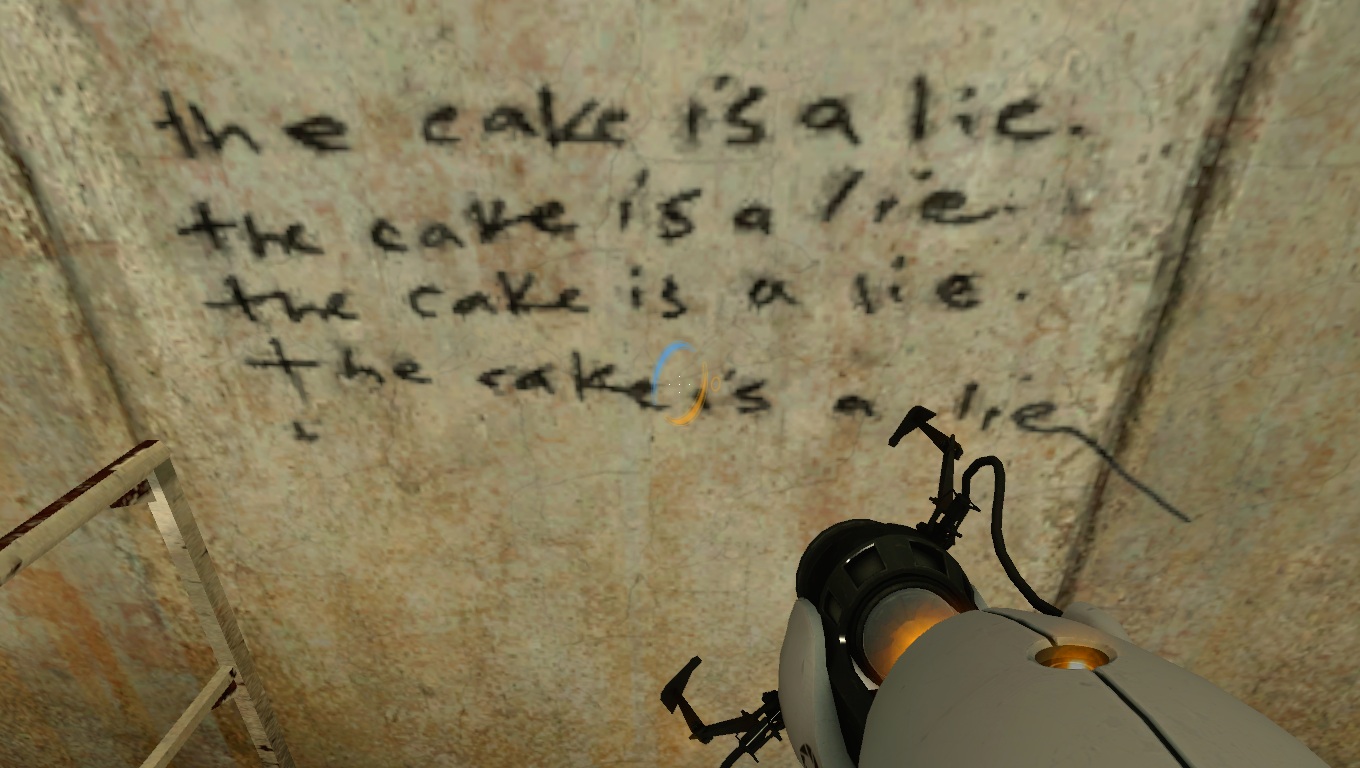 the cake is a lie.
the cake is a lie.
the cake is a lie.
the cake is a lie